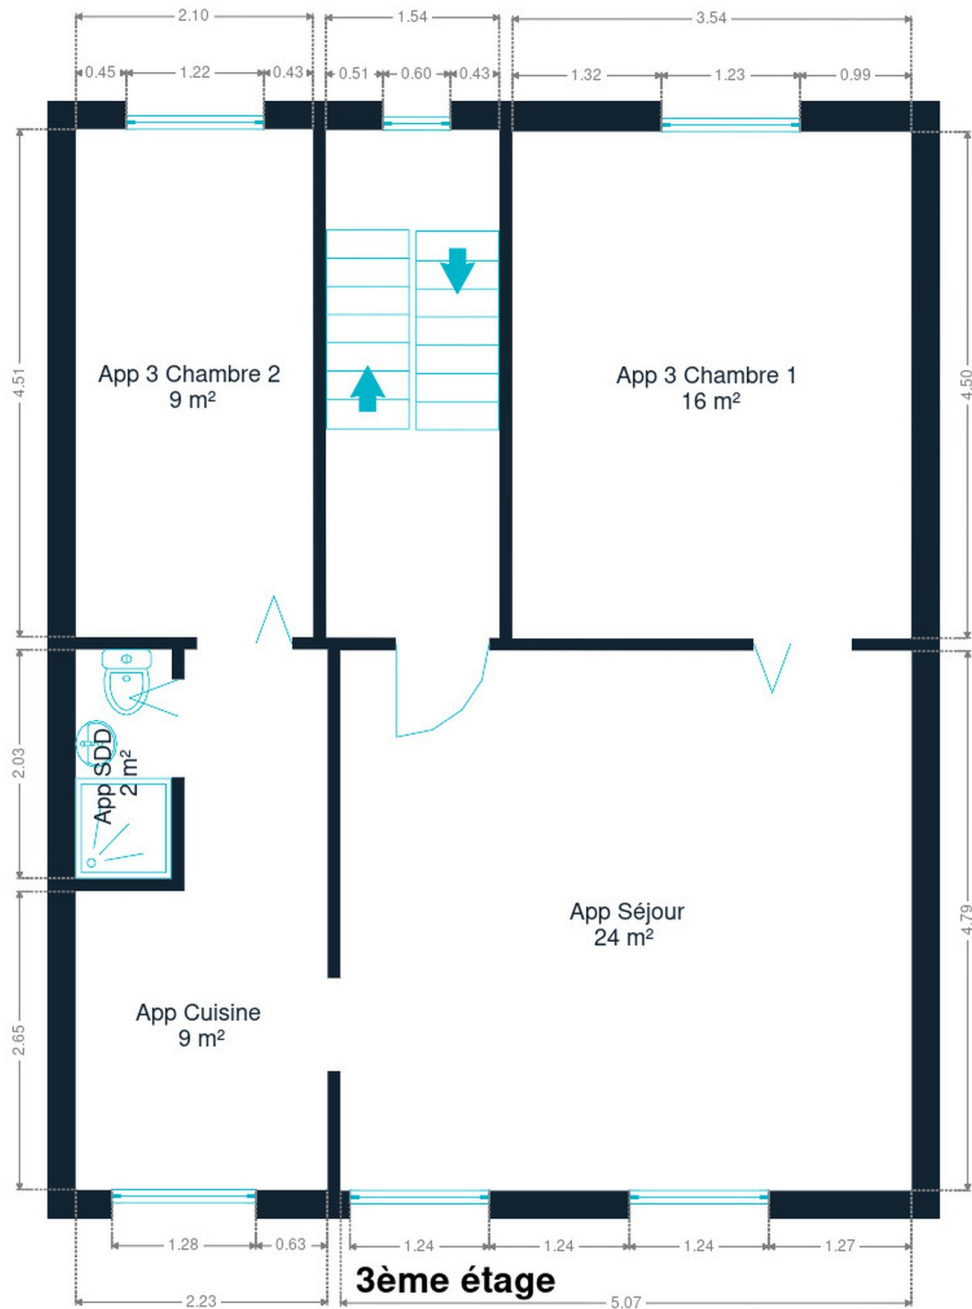 2.10
1.54
3.54
0.45
1.22
0.43
0.51
0.60
0.43
1.32
1.23
0.99
4.51
4.50
App 3 Chambre 2
9 m²
App 3 Chambre 1
16 m²
2.03
App SDD
2 m²
4.79
App Séjour
24 m²
App Cuisine
9 m²
2.65
1.28
0.63
1.24
1.24
1.24
1.27
3ème étage
2.23
5.07